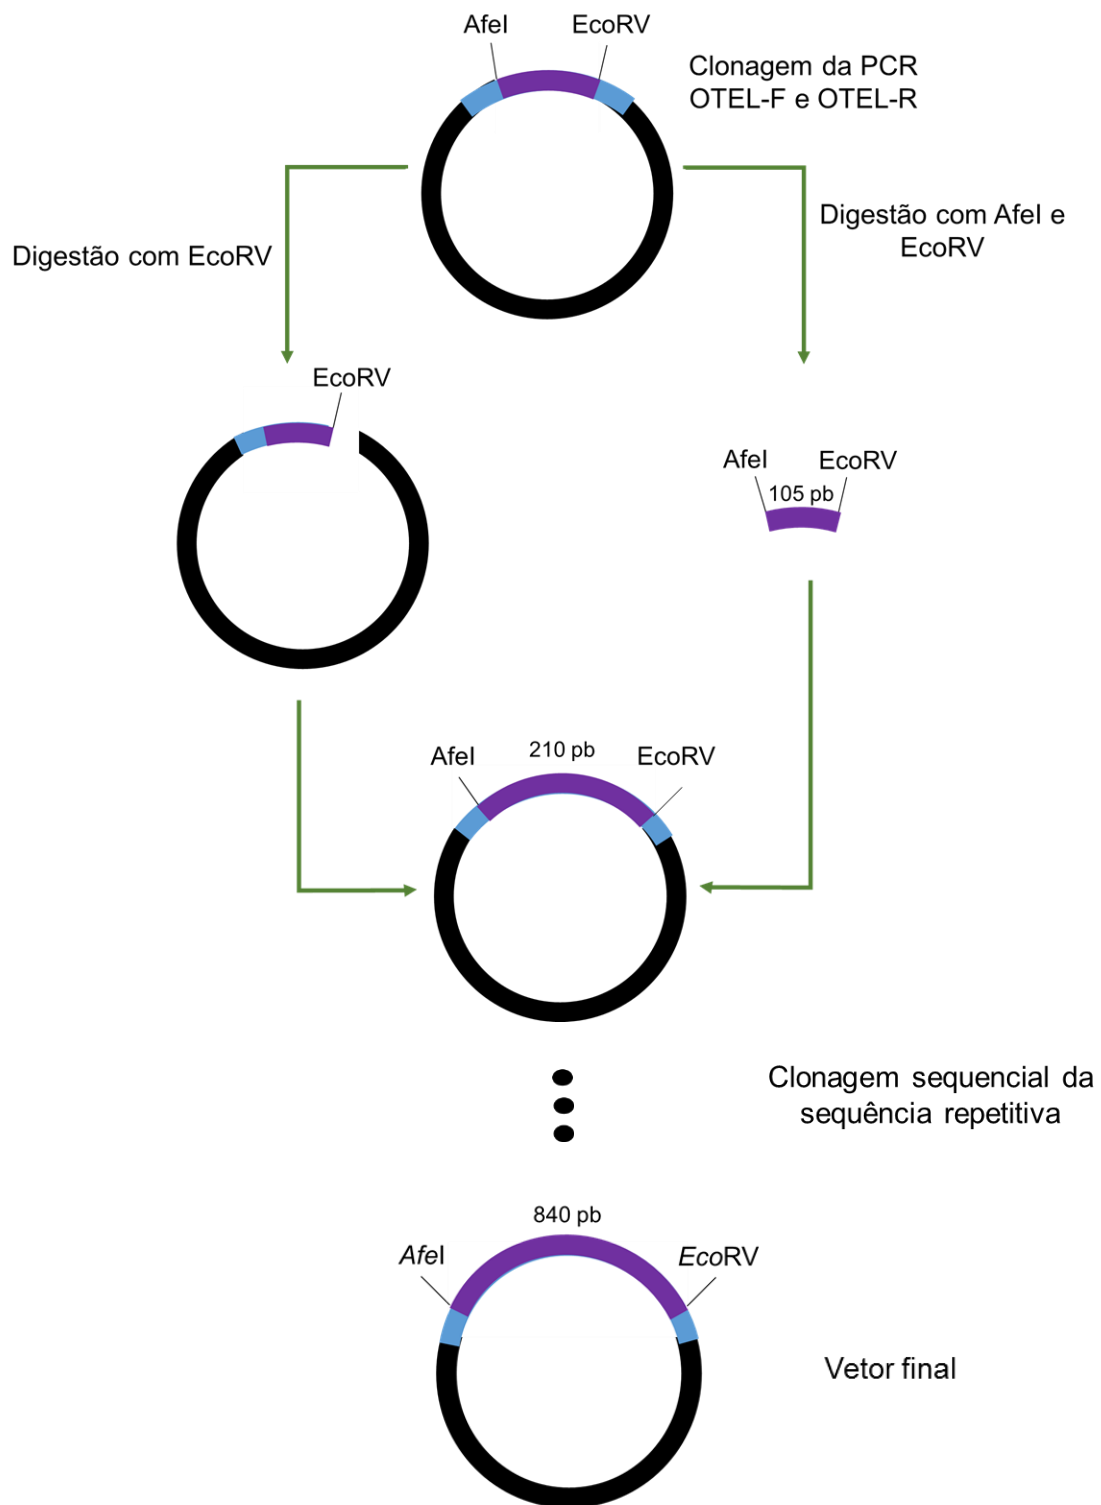 AfeI
EcoRV
Clonagem da PCR
OTEL-F e OTEL-R
Digestão com EcoRV
Digestão com AfeI e
EcoRV
EcoRV
AfeI
EcoRV
105 pb
AfeI
210 pb
EcoRV
Clonagem sequencial da
sequência repetitiva
840 pb
AfeI
EcoRV
Vetor final